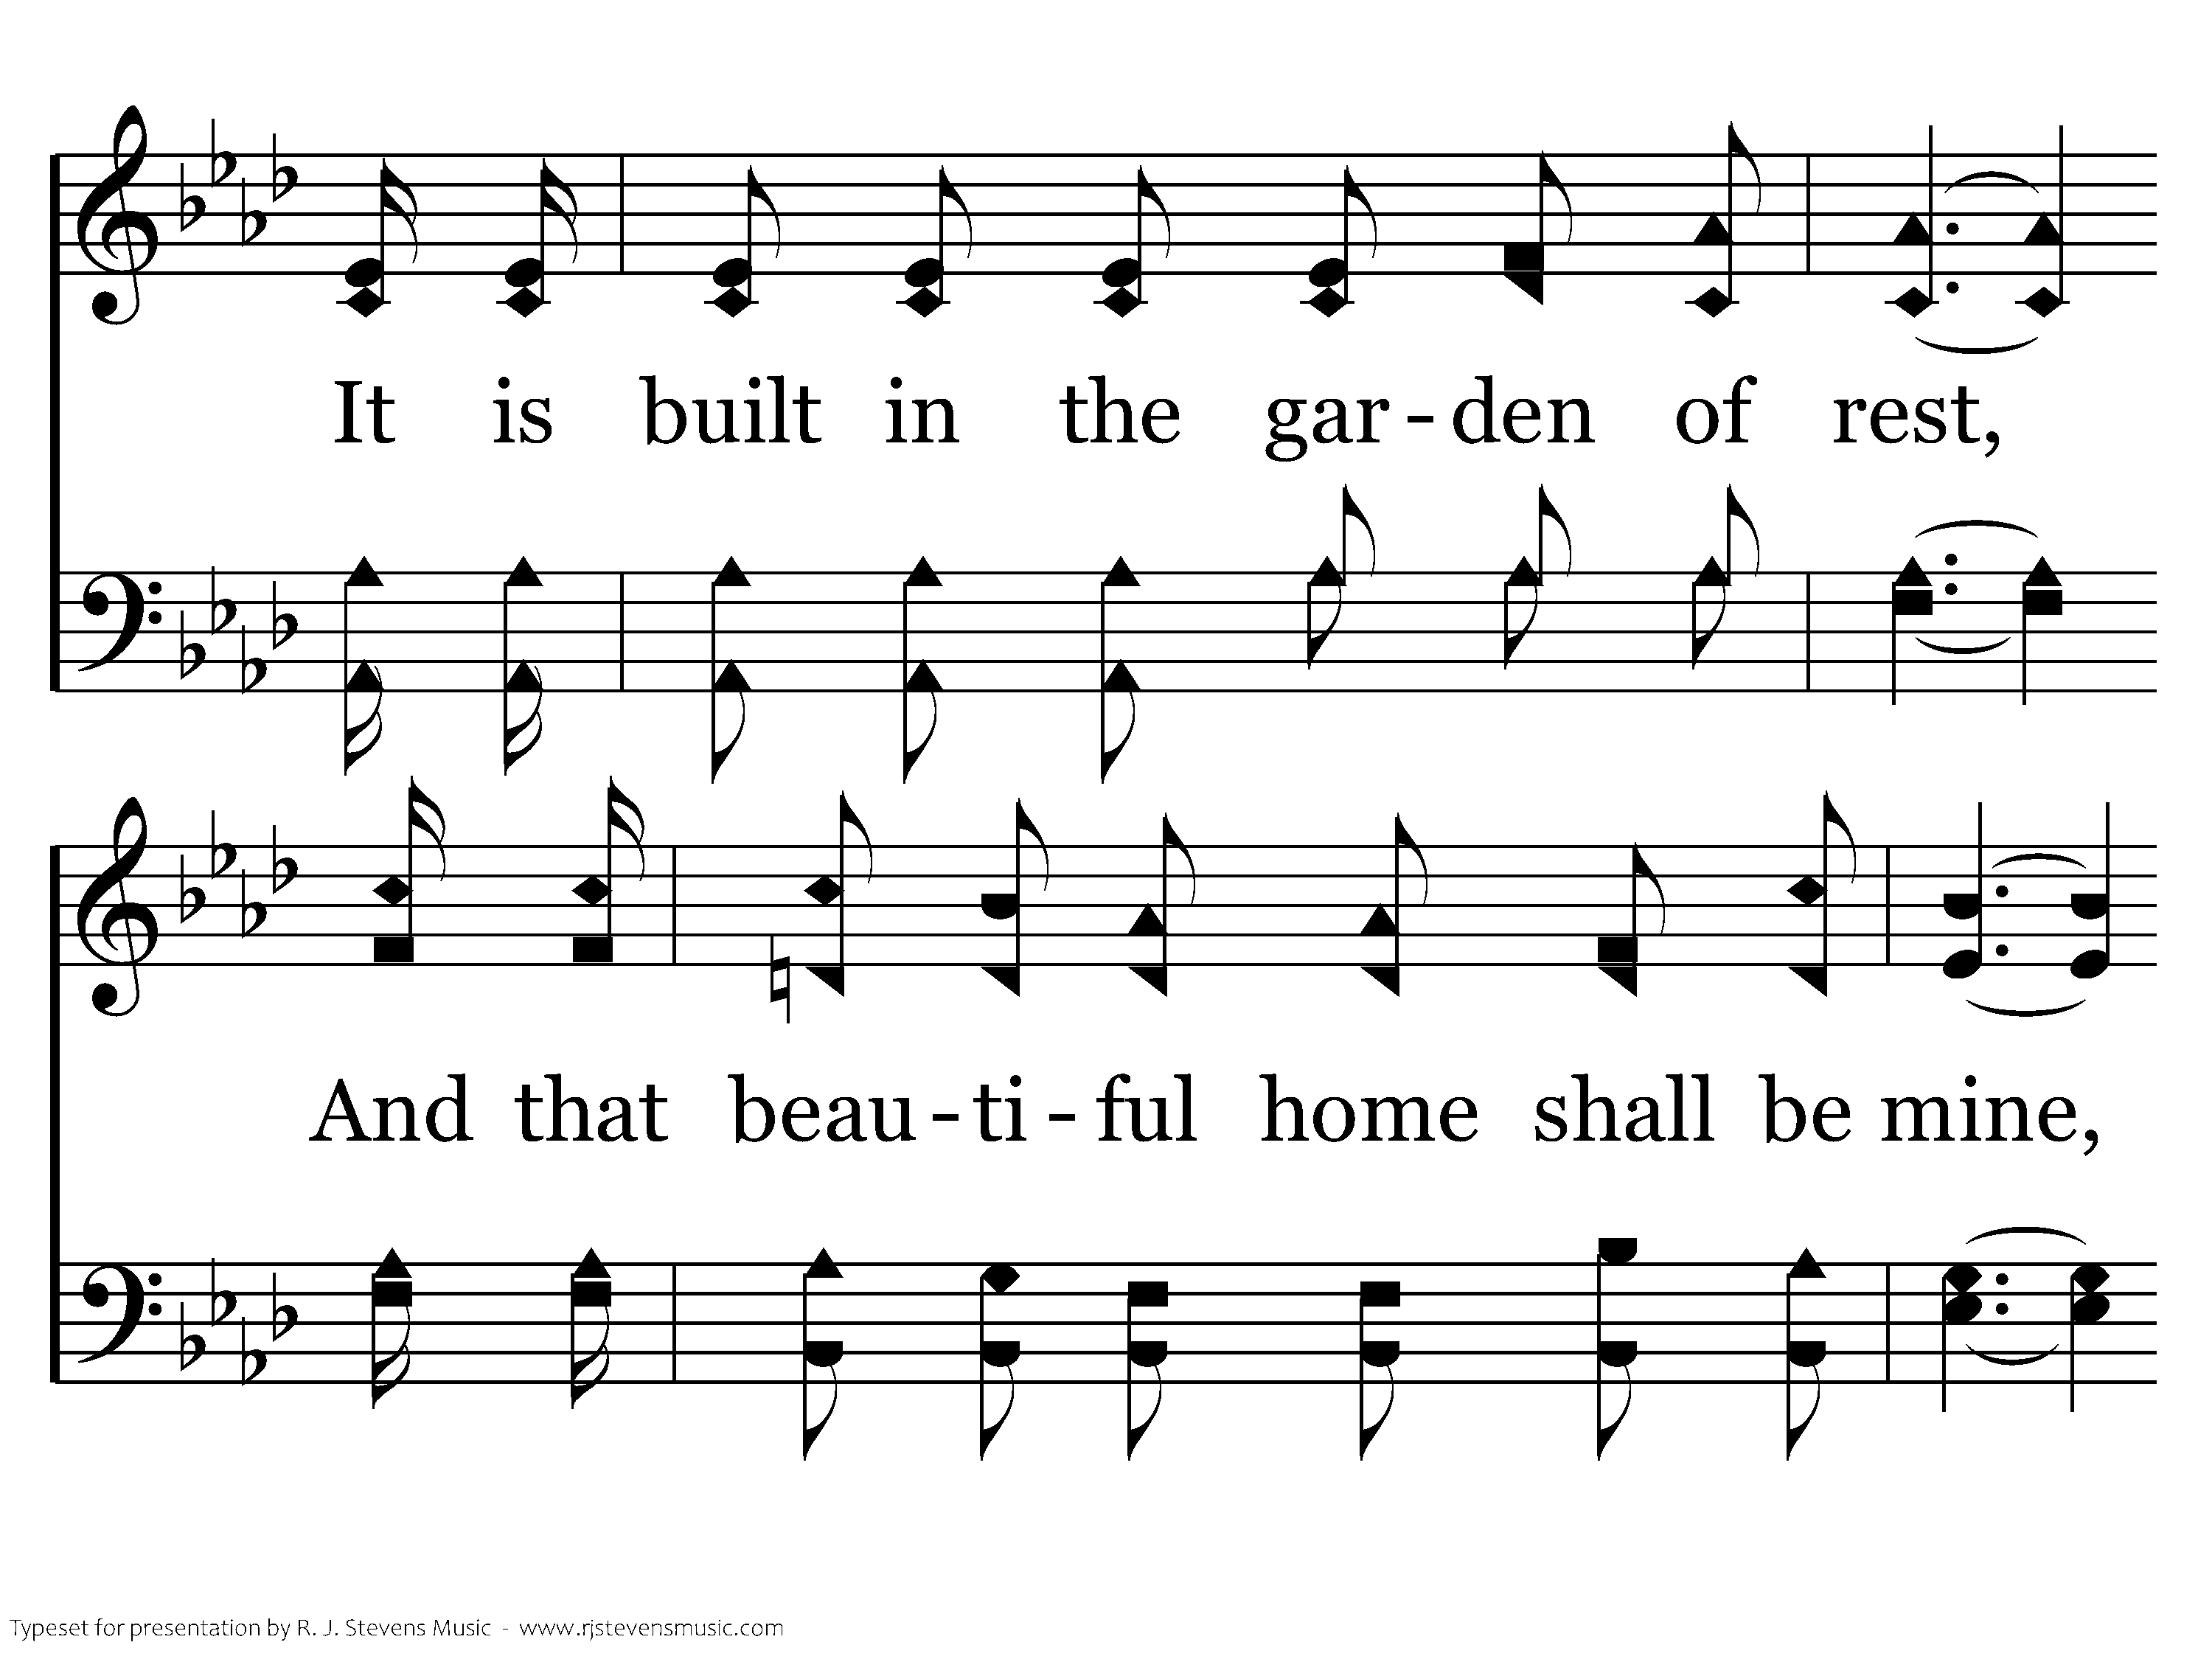 It is built in the gar - den of rest,
And that beau - ti - ful home shall be mine,
Typeset for presentation by R. J. Stevens Music - www.rjstevensmusic.com